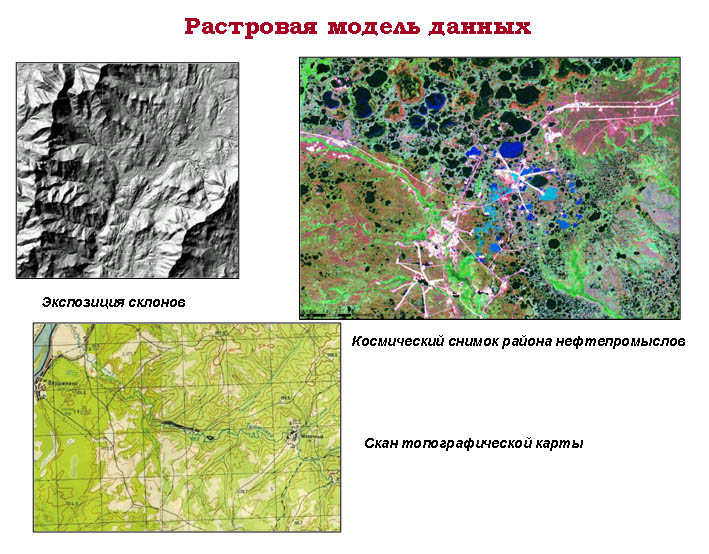 Растровая модель данных
Экспозиция склонов
Космический снимок района нефтепромыслов
Скан топографической карты